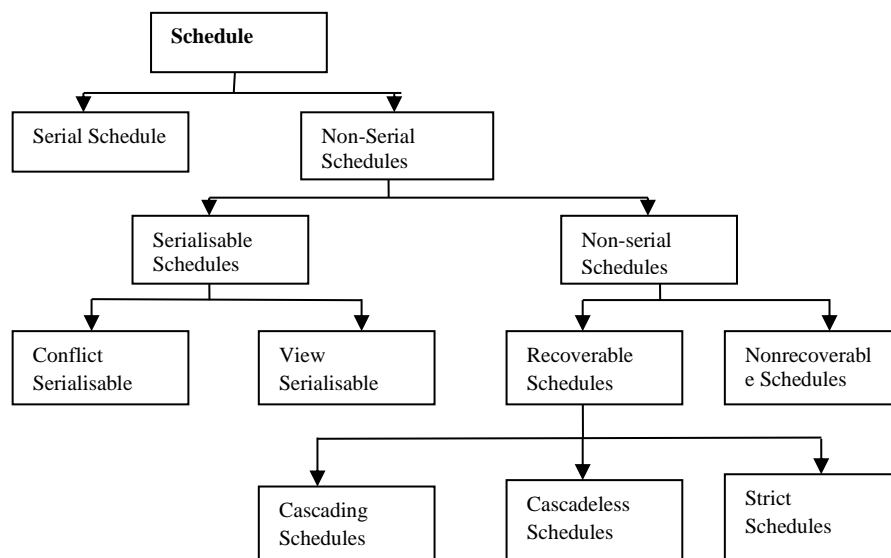 Schedule
Serial Schedule
Non-Serial
Schedules
Serialisable
Schedules
Non-serial
Schedules
Conflict
Serialisable
View
Serialisable
Recoverable
Schedules
Nonrecoverabl
e Schedules
Cascading
Schedules
Cascadeless
Schedules
Strict
Schedules